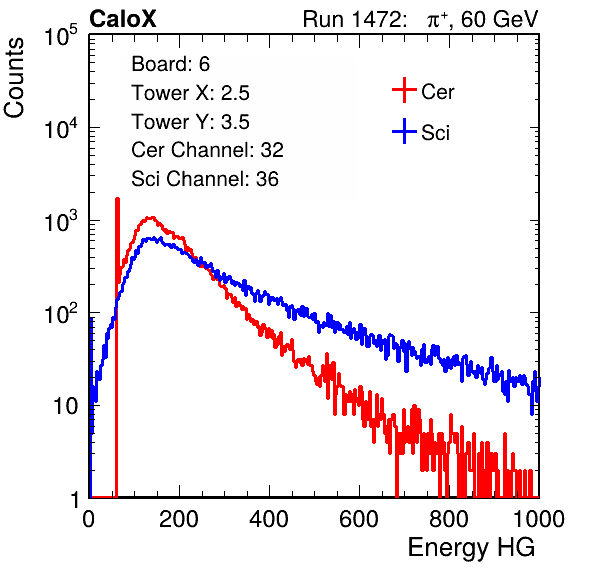 CaloX Run 1472: π⁺, 60 GeV
Counts
10⁵
10⁴
10³
10²
10
1
Board: 6
Tower X: 2.5
Tower Y: 3.5
Cer Channel: 32
Sci Channel: 36
Cer
Sci
0 200 400 600 800 1000
Energy HG